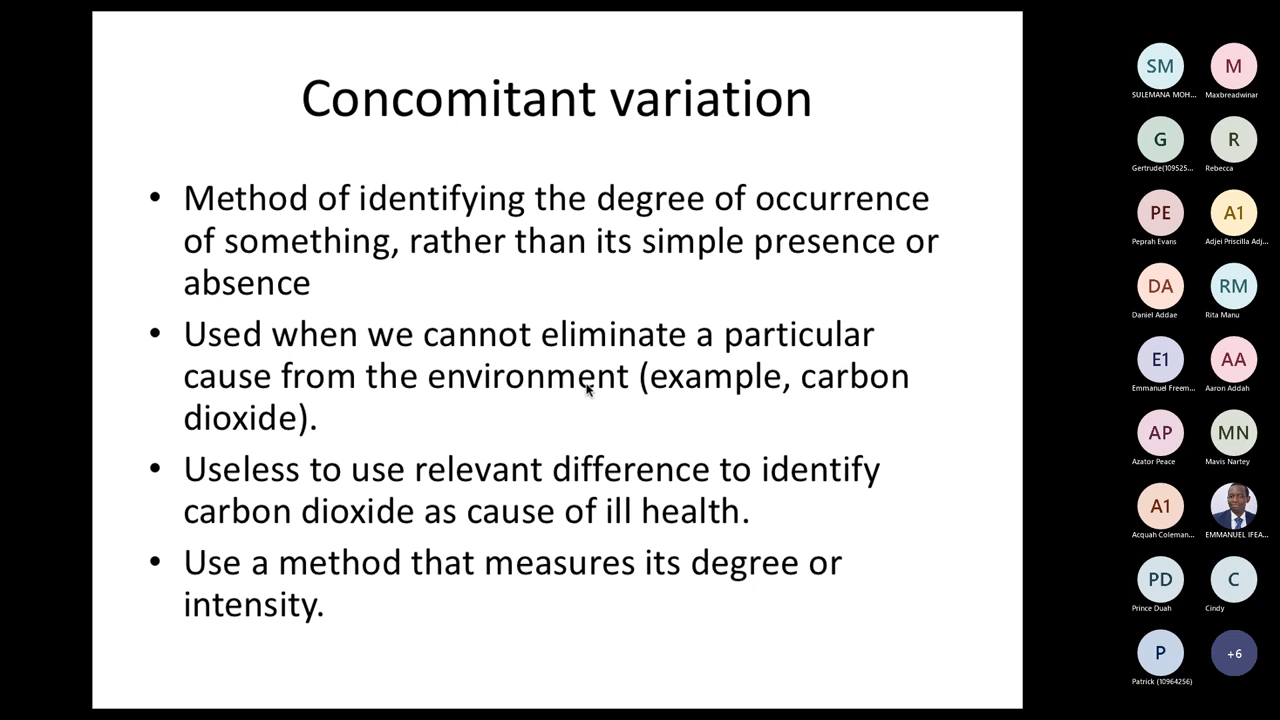 Concomitant variation
• Method of identifying the degree of occurrence
of something, rather than its simple presence or
absence
• Used when we cannot eliminate a particular
cause from the environment (example, carbon
dioxide).
• Useless to use relevant difference to identify
carbon dioxide as cause of ill health.
• Use a method that measures its degree or
intensity.
SM M
SULEMANA MOH... Maxbreadwinar
G R
Gertrude(109525... Rebecca
PE A1
Peprah Evans Adjei Priscilla Adj...
DA RM
Daniel Addae Rita Manu
E1 AA
Emmanuel Freem... Aaron Addah
AP MN
Azator Peace Mavis Nartey
A1
Acquah Coleman... EMMANUEL IFEA...
PD C
Prince Duah Cindy
P +6
Patrick (10964256)